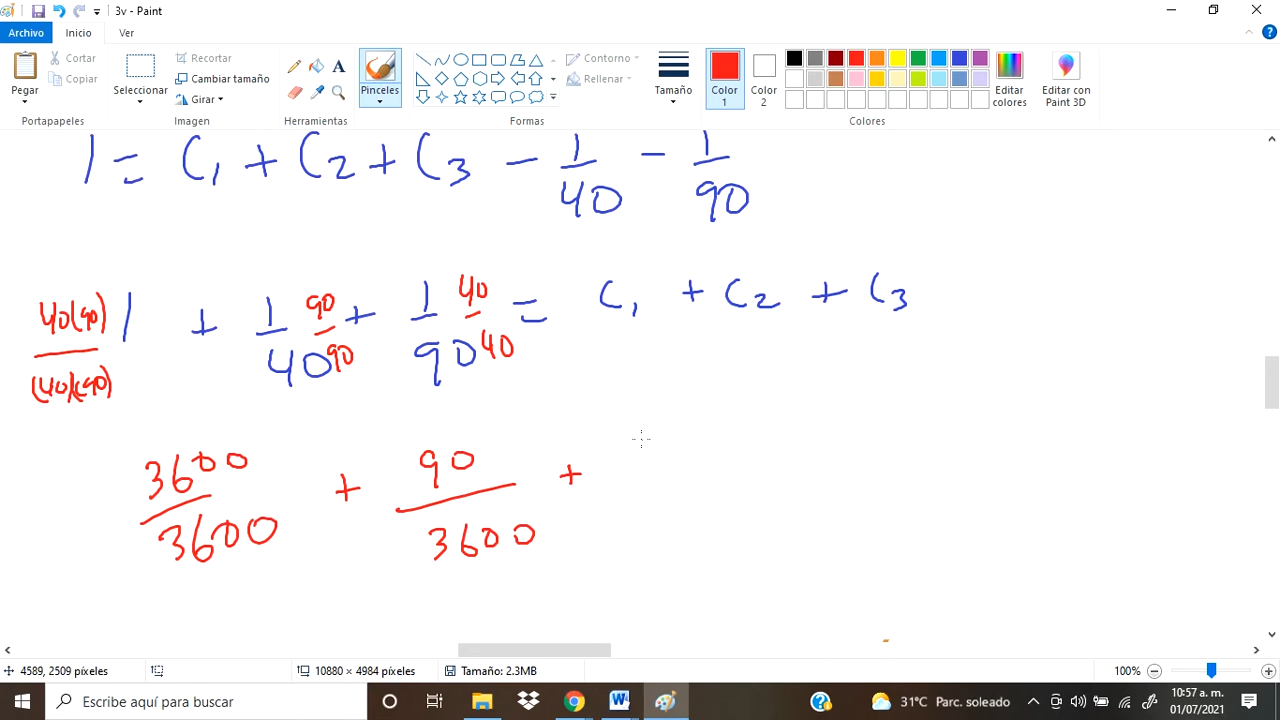 3v - Paint
Archivo Inicio Ver
Pegar Cortar Copiar Seleccionar Recortar Cambiar tamaño Girar Pinceles Contorno Rellenar Tamaño Color 1 Color 2 Editar colores Editar con Paint 3D
Portapapeles Imagen Herramientas Formas Colores
1 = C1 + C2 + C3 - 1/40 - 1/90
40(90)/(40)(90) 1 + 1/40 90/90 + 1/90 40/40 = C1 + C2 + C3
3600/3600 + 90/3600 +
4589, 2509 píxeles 10880 × 4984 píxeles Tamaño: 2.3MB 100%
Escribe aquí para buscar 31°C Parc. soleado 10:57 a. m.
01/07/2021